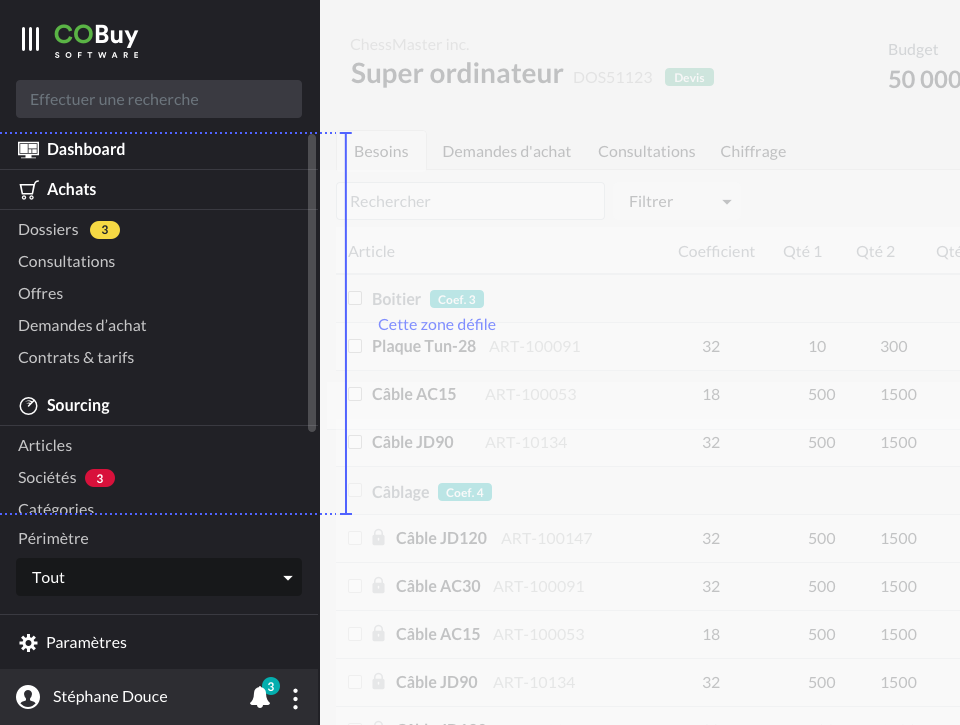 COBuy
SOFTWARE
Effectuer une recherche
Dashboard
Achats
Dossiers 3
Consultations
Offres
Demandes d'achat
Contrats & tarifs
Sourcing
Articles
Sociétés 3
Catégories
Périmètre
Tout
Paramètres
Stéphane Douce 3
ChessMaster inc.
Super ordinateur DOS51123 Devis
Budget
50 000
Besoins Demandes d'achat Consultations Chiffrage
Rechercher Filtrer
Article Coefficient Qté 1 Qté 2 Qté
Boitier Coef. 3
Cette zone défile
Plaque Tun-28 ART-100091 32 10 300
Câble AC15 ART-100053 18 500 1500
Câble JD90 ART-10134 32 500 1500
Câblage Coef. 4
Câble JD120 ART-100147 32 500 1500
Câble AC30 ART-100091 32 500 1500
Câble AC15 ART-100053 18 500 1500
Câble JD90 ART-10134 32 500 1500